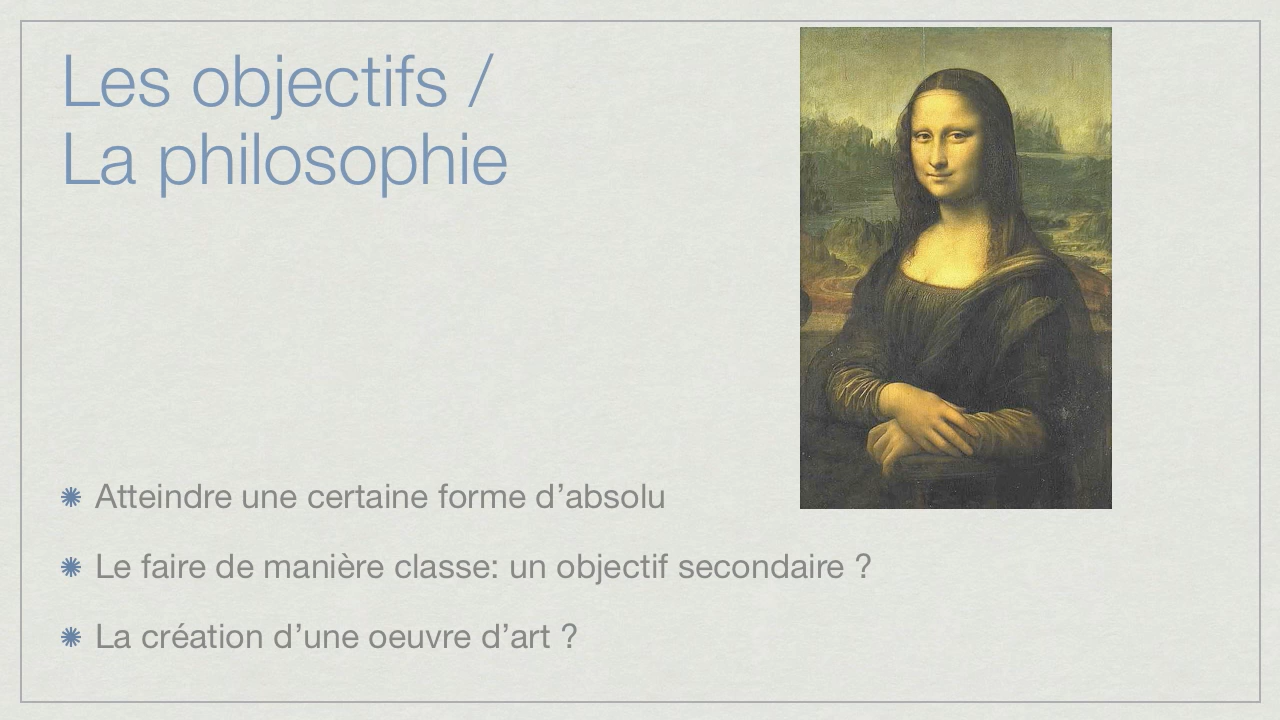 Les objectifs /
La philosophie
Atteindre une certaine forme d’absolu
Le faire de manière classe: un objectif secondaire ?
La création d’une oeuvre d’art ?